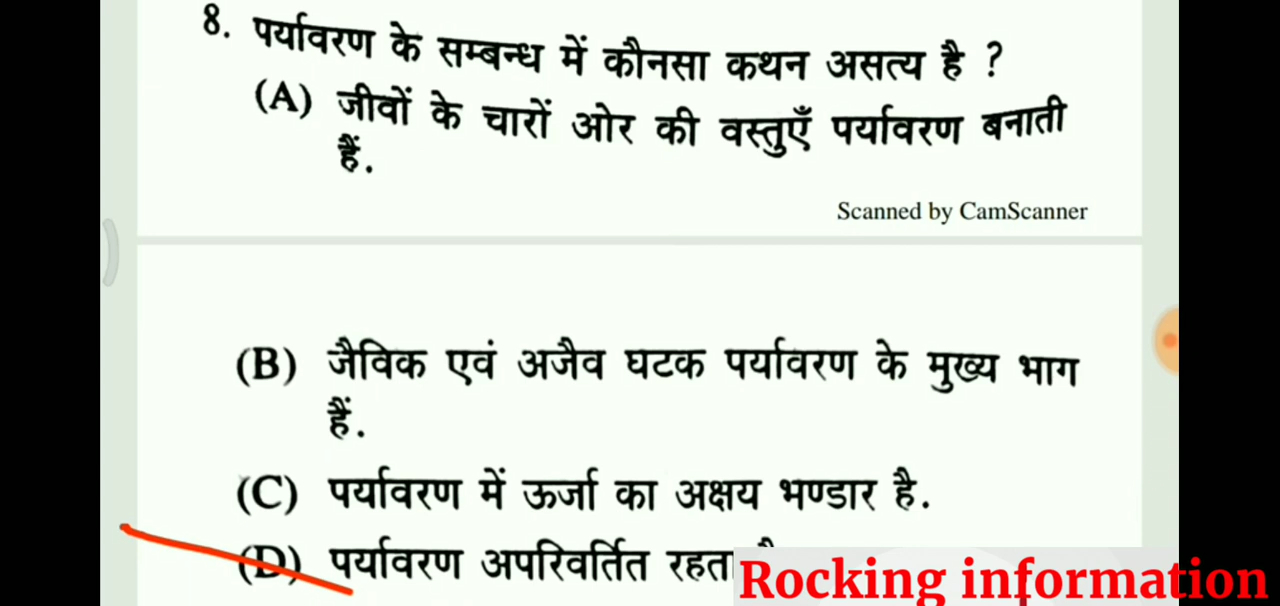 8. पर्यावरण के सम्बन्ध में कौनसा कथन असत्य है ?
(A) जीवों के चारों ओर की वस्तुएँ पर्यावरण बनाती
हैं.
Scanned by CamScanner
(B) जैविक एवं अजैव घटक पर्यावरण के मुख्य भाग
हैं.
(C) पर्यावरण में ऊर्जा का अक्षय भण्डार है.
(D) पर्यावरण अपरिवर्तित
Rocking information